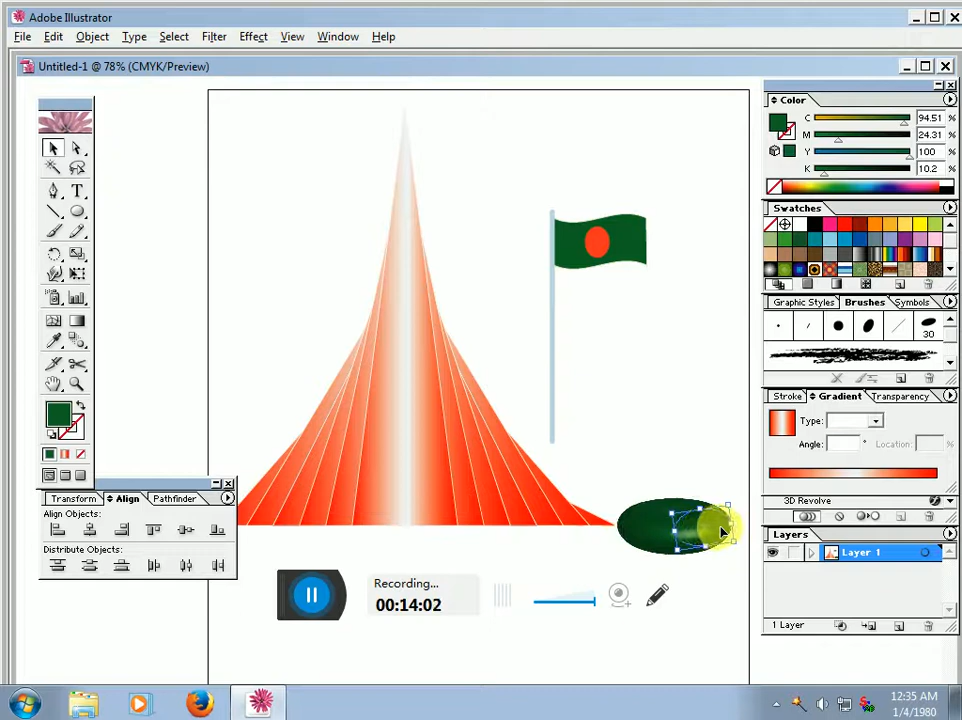 Adobe Illustrator
File Edit Object Type Select Filter Effect View Window Help
Untitled-1 @ 78% (CMYK/Preview)
Color
C 94.51 %
M 24.31 %
Y 100 %
K 10.2 %
Swatches
Graphic Styles Brushes Symbols
30
Stroke Gradient Transparency
Type:
Angle: Location: %
3D Revolve
Layers
Layer 1
1 Layer
T
Transform Align Pathfinder
Align Objects:
Distribute Objects:
Recording...
00:14:02
12:35 AM
1/4/1980